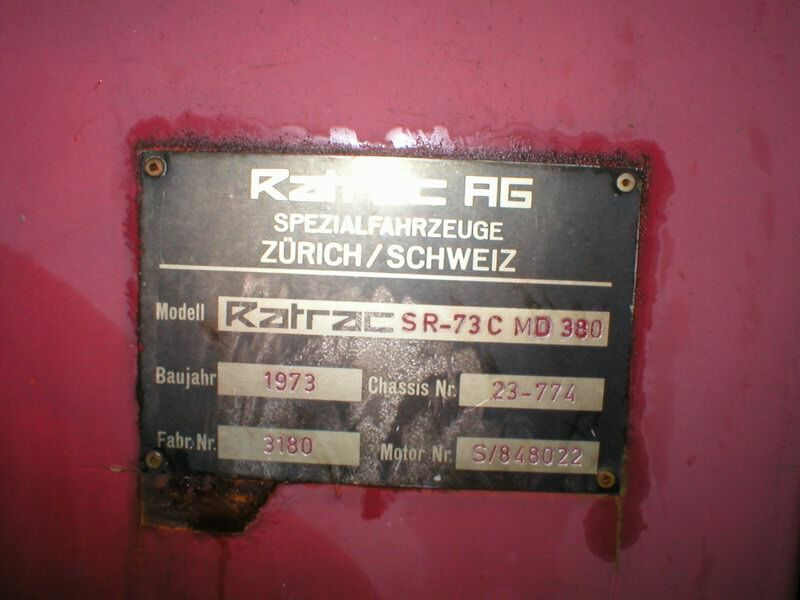 Ratrac AG
SPEZIALFAHRZEUGE
ZÜRICH/SCHWEIZ
Modell Ratrac SR-73 C MD 380
Baujahr 1973 Chassis Nr. 23-774
Fabr. Nr. 3180 Motor Nr S/848022